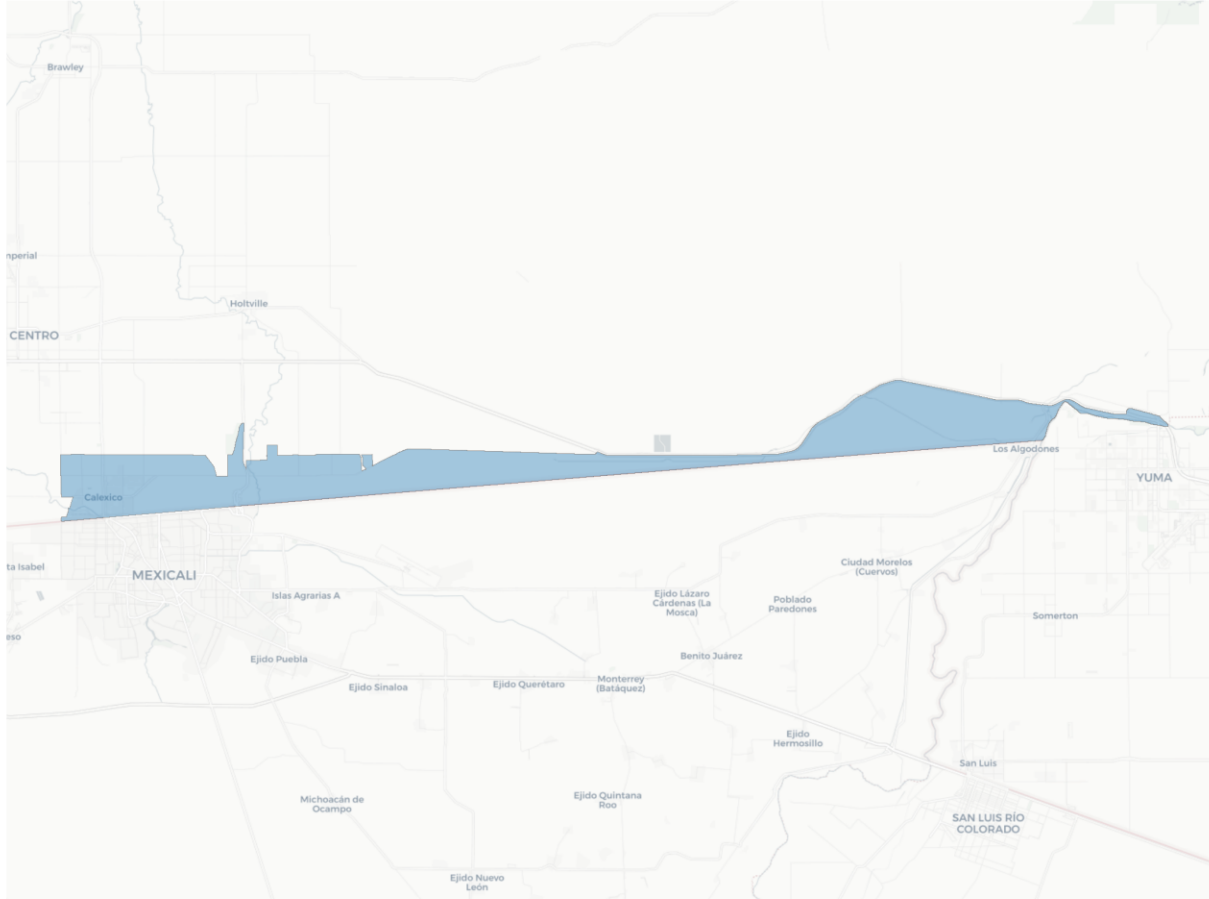 Brawley
nperial
Holtville
CENTRO
Calexico
Los Algodones
YUMA
MEXICALI
ta Isabel
Ciudad Morelos
(Cuervos)
Islas Agrarias A
Ejido Lázaro
Cárdenas (La
Mosca)
Poblado
Paredones
Somerton
eso
Ejido Puebla
Benito Juárez
Ejido Sinaloa
Ejido Querétaro
Monterrey
(Batáquez)
Ejido
Hermosillo
San Luis
Michoacán de
Ocampo
Ejido Quintana
Roo
SAN LUIS RÍO
COLORADO
Ejido Nuevo
León